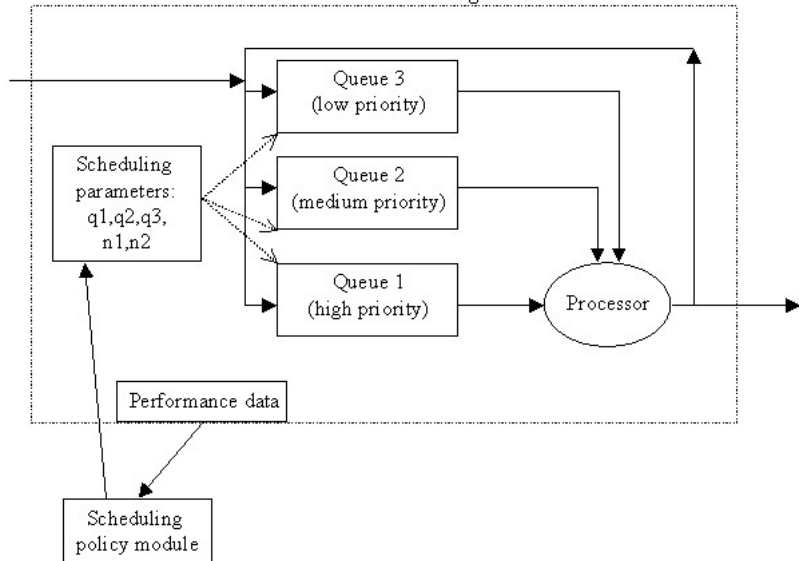 Queue 3
(low priority)
Scheduling
parameters:
q1,q2,q3,
n1,n2
Queue 2
(medium priority)
Queue 1
(high priority)
Processor
Performance data
Scheduling
policy module